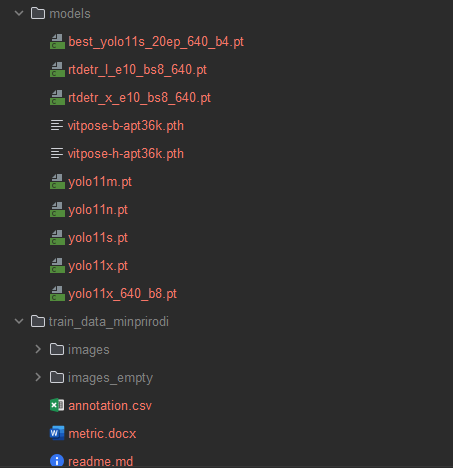 models
best_yolo11s_20ep_640_b4.pt
rtdetr_l_e10_bs8_640.pt
rtdetr_x_e10_bs8_640.pt
vitpose-b-apt36k.pth
vitpose-h-apt36k.pth
yolo11m.pt
yolo11n.pt
yolo11s.pt
yolo11x.pt
yolo11x_640_b8.pt
train_data_minprirodi
images
images_empty
annotation.csv
metric.docx
readme.md